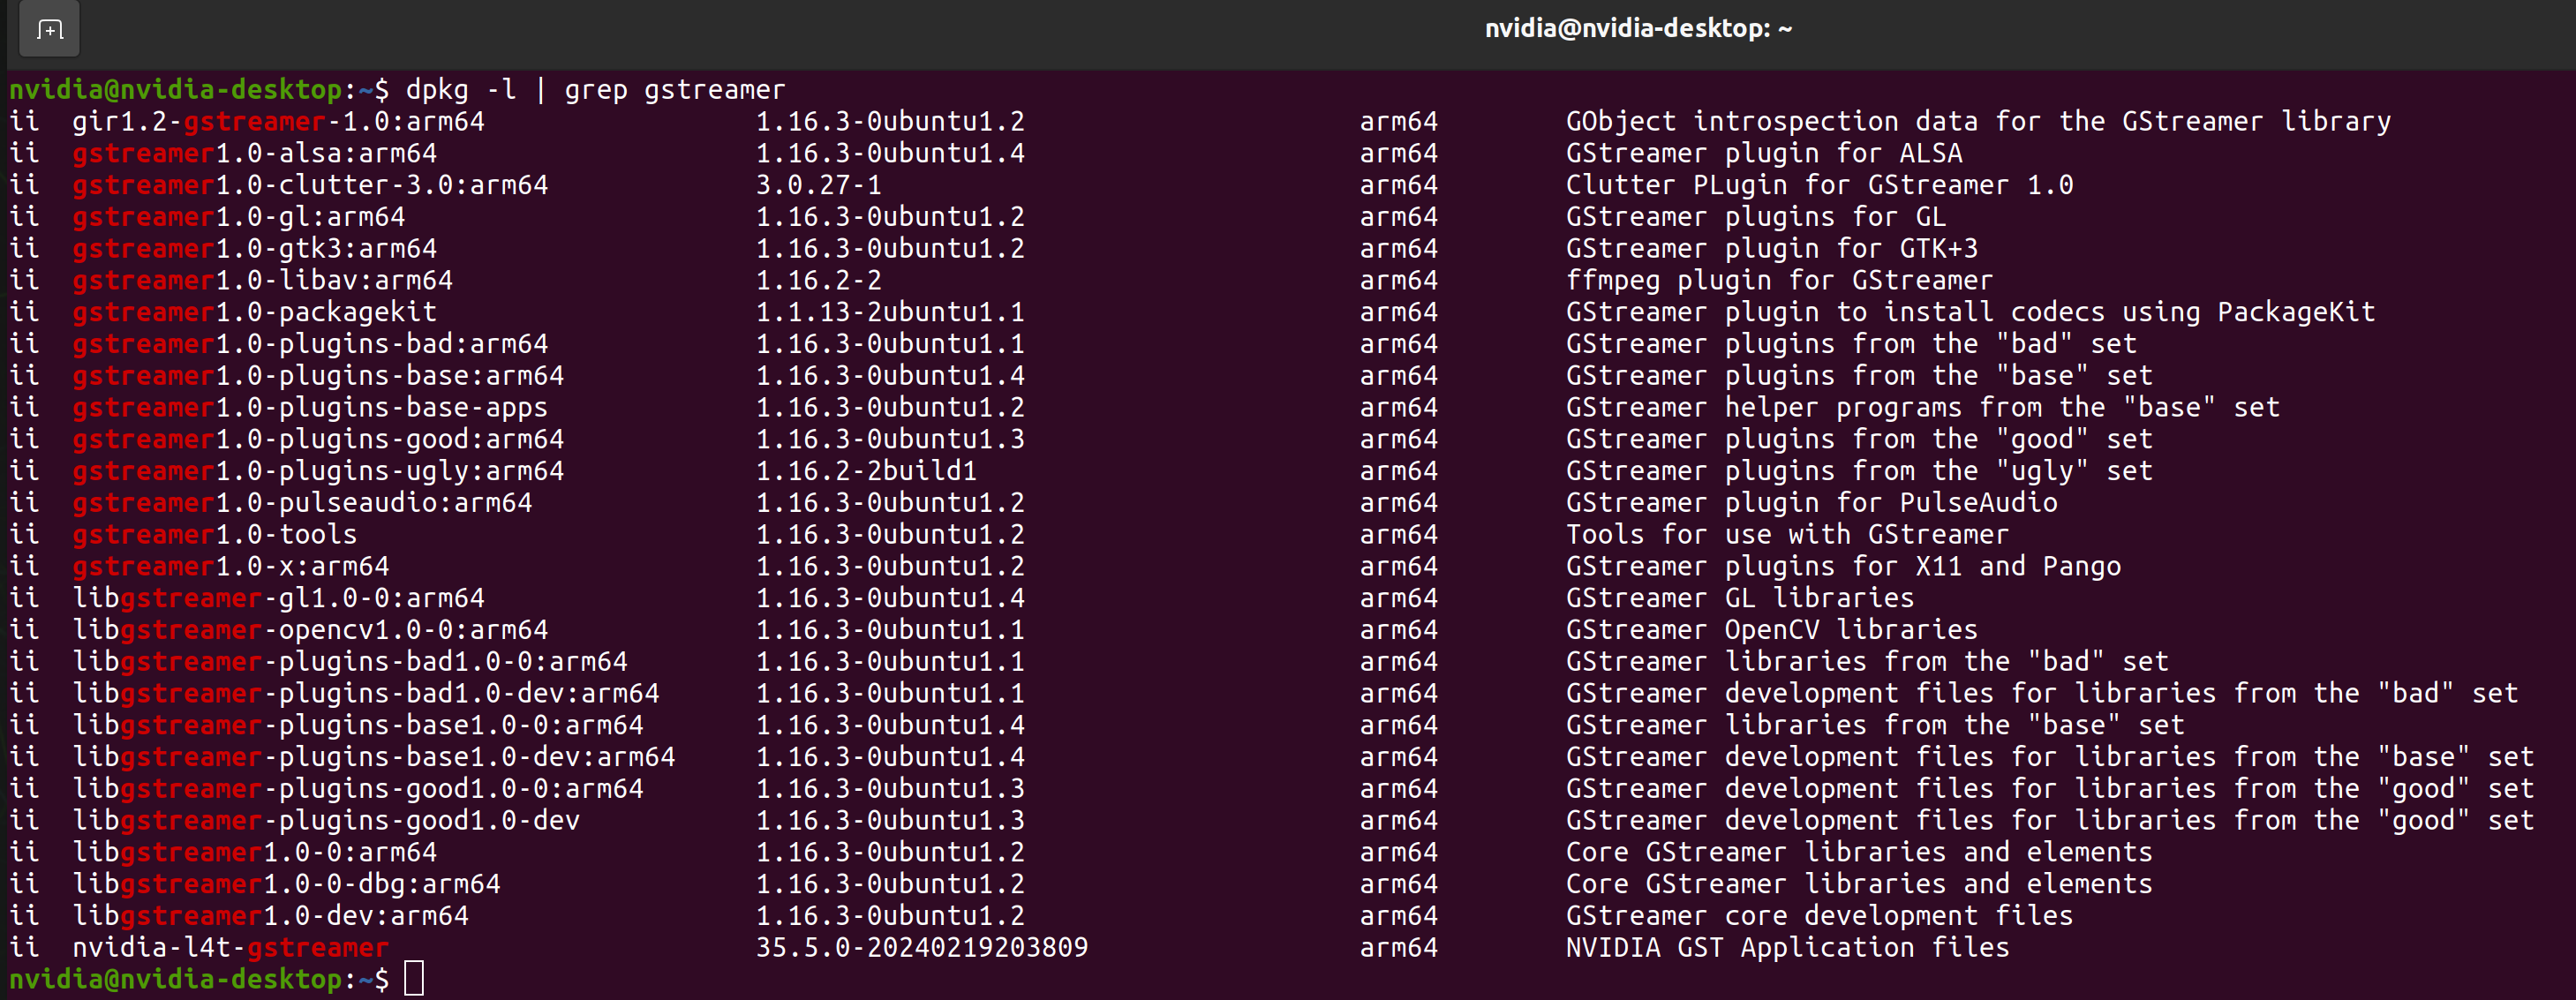 nvidia@nvidia-desktop: ~
nvidia@nvidia-desktop:~$ dpkg -l | grep gstreamer
ii  gir1.2-gstreamer-1.0:arm64 1.16.3-0ubuntu1.2 arm64 GObject introspection data for the GStreamer library
ii  gstreamer1.0-alsa:arm64 1.16.3-0ubuntu1.4 arm64 GStreamer plugin for ALSA
ii  gstreamer1.0-clutter-3.0:arm64 3.0.27-1 arm64 Clutter PLugin for GStreamer 1.0
ii  gstreamer1.0-gl:arm64 1.16.3-0ubuntu1.2 arm64 GStreamer plugins for GL
ii  gstreamer1.0-gtk3:arm64 1.16.3-0ubuntu1.2 arm64 GStreamer plugin for GTK+3
ii  gstreamer1.0-libav:arm64 1.16.2-2 arm64 ffmpeg plugin for GStreamer
ii  gstreamer1.0-packagekit 1.1.13-2ubuntu1.1 arm64 GStreamer plugin to install codecs using PackageKit
ii  gstreamer1.0-plugins-bad:arm64 1.16.3-0ubuntu1.1 arm64 GStreamer plugins from the "bad" set
ii  gstreamer1.0-plugins-base:arm64 1.16.3-0ubuntu1.4 arm64 GStreamer plugins from the "base" set
ii  gstreamer1.0-plugins-base-apps 1.16.3-0ubuntu1.2 arm64 GStreamer helper programs from the "base" set
ii  gstreamer1.0-plugins-good:arm64 1.16.3-0ubuntu1.3 arm64 GStreamer plugins from the "good" set
ii  gstreamer1.0-plugins-ugly:arm64 1.16.2-2build1 arm64 GStreamer plugins from the "ugly" set
ii  gstreamer1.0-pulseaudio:arm64 1.16.3-0ubuntu1.2 arm64 GStreamer plugin for PulseAudio
ii  gstreamer1.0-tools 1.16.3-0ubuntu1.2 arm64 Tools for use with GStreamer
ii  gstreamer1.0-x:arm64 1.16.3-0ubuntu1.2 arm64 GStreamer plugins for X11 and Pango
ii  libgstreamer-gl1.0-0:arm64 1.16.3-0ubuntu1.4 arm64 GStreamer GL libraries
ii  libgstreamer-opencv1.0-0:arm64 1.16.3-0ubuntu1.1 arm64 GStreamer OpenCV libraries
ii  libgstreamer-plugins-bad1.0-0:arm64 1.16.3-0ubuntu1.1 arm64 GStreamer libraries from the "bad" set
ii  libgstreamer-plugins-bad1.0-dev:arm64 1.16.3-0ubuntu1.1 arm64 GStreamer development files for libraries from the "bad" set
ii  libgstreamer-plugins-base1.0-0:arm64 1.16.3-0ubuntu1.4 arm64 GStreamer libraries from the "base" set
ii  libgstreamer-plugins-base1.0-dev:arm64 1.16.3-0ubuntu1.4 arm64 GStreamer development files for libraries from the "base" set
ii  libgstreamer-plugins-good1.0-0:arm64 1.16.3-0ubuntu1.3 arm64 GStreamer development files for libraries from the "good" set
ii  libgstreamer-plugins-good1.0-dev 1.16.3-0ubuntu1.3 arm64 GStreamer development files for libraries from the "good" set
ii  libgstreamer1.0-0:arm64 1.16.3-0ubuntu1.2 arm64 Core GStreamer libraries and elements
ii  libgstreamer1.0-0-dbg:arm64 1.16.3-0ubuntu1.2 arm64 Core GStreamer libraries and elements
ii  libgstreamer1.0-dev:arm64 1.16.3-0ubuntu1.2 arm64 GStreamer core development files
ii  nvidia-l4t-gstreamer 35.5.0-20240219203809 arm64 NVIDIA GST Application files
nvidia@nvidia-desktop:~$